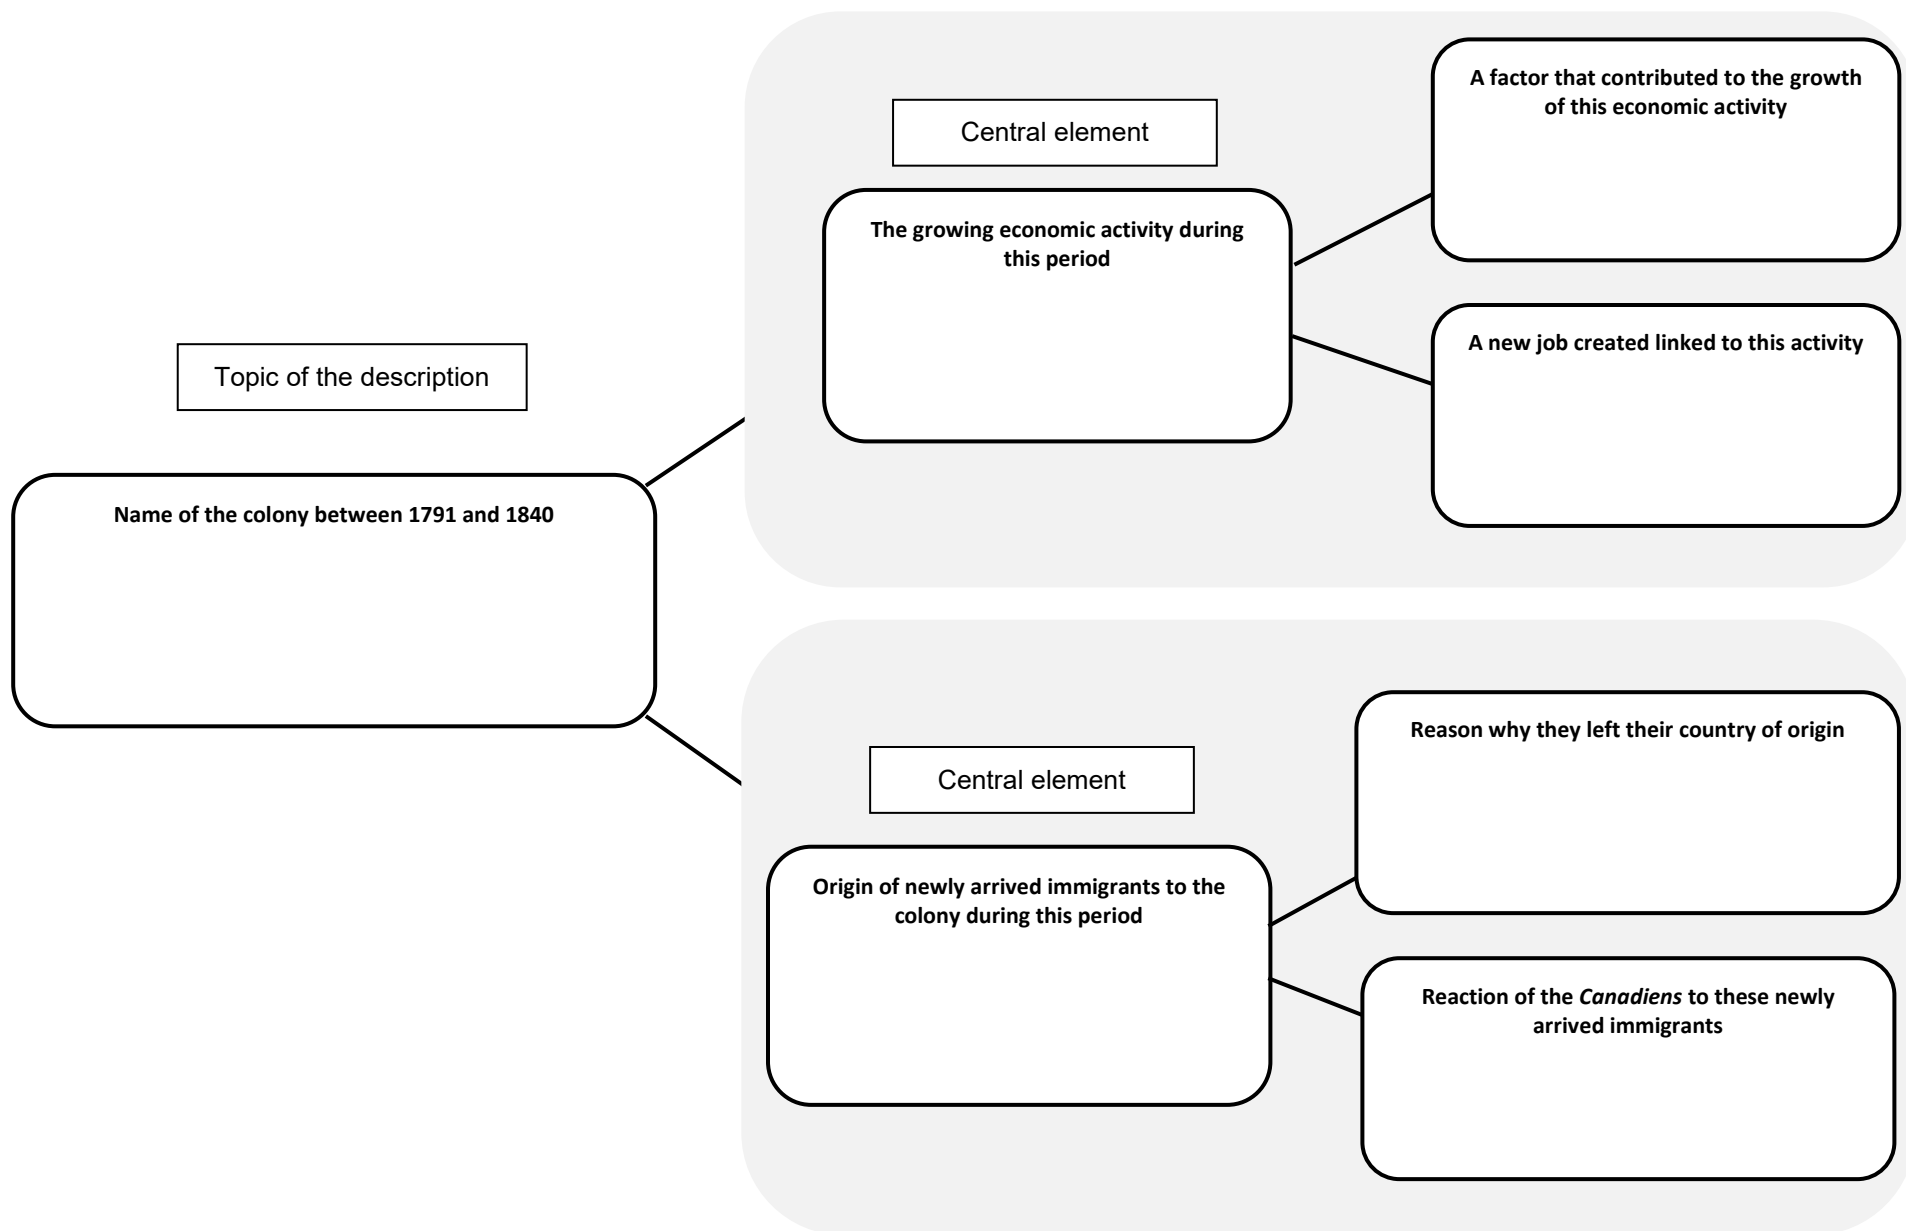 Topic of the description
Name of the colony between 1791 and 1840
Central element
The growing economic activity during
this period
A factor that contributed to the growth
of this economic activity
A new job created linked to this activity
Central element
Origin of newly arrived immigrants to the
colony during this period
Reason why they left their country of origin
Reaction of the Canadiens to these newly
arrived immigrants